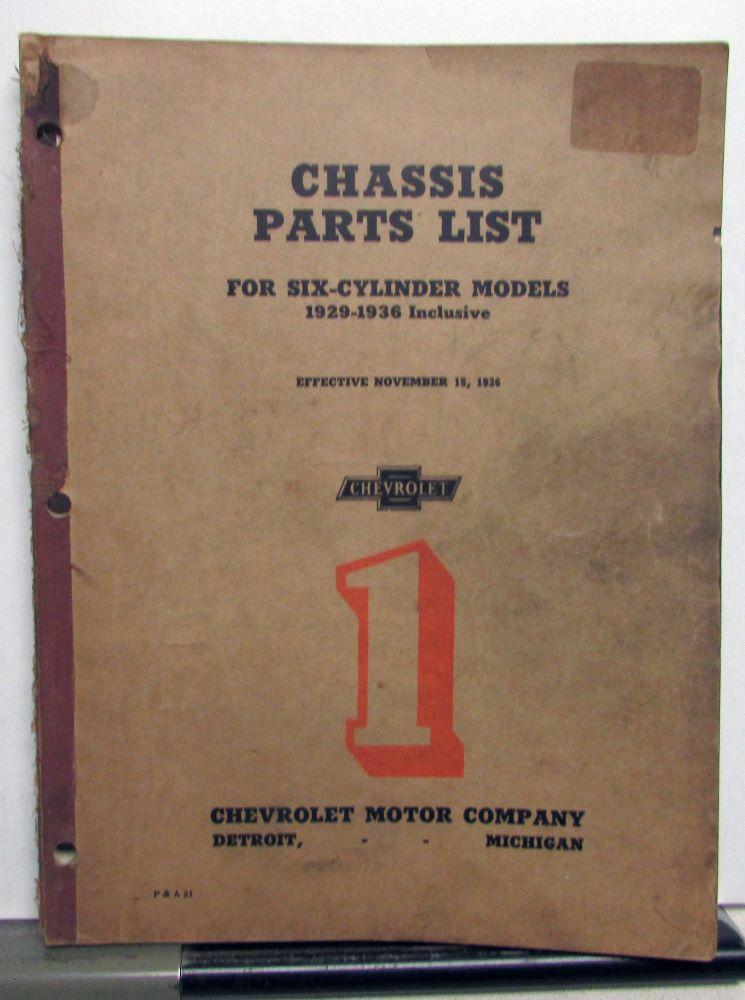 CHASSIS
PARTS LIST
FOR SIX-CYLINDER MODELS
1929-1936 Inclusive
EFFECTIVE NOVEMBER 15, 1936
CHEVROLET
1
CHEVROLET MOTOR COMPANY
DETROIT, - - MICHIGAN
P & A 21